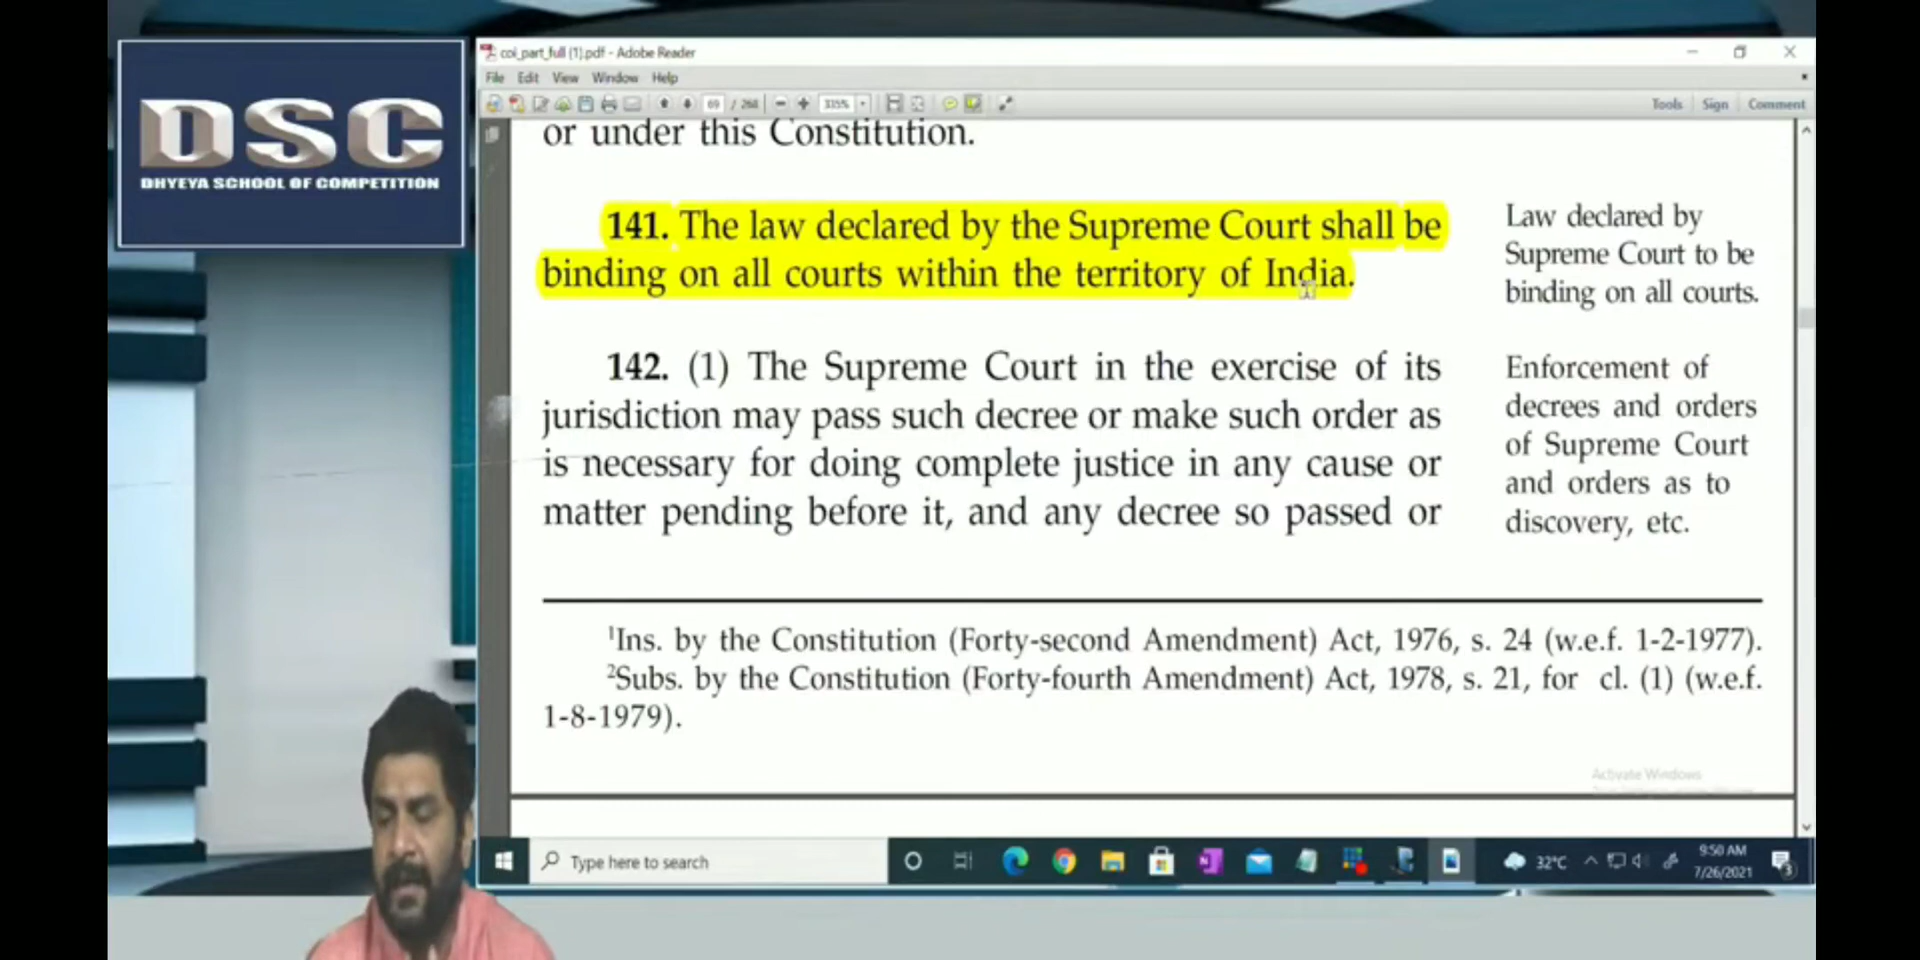 coi_part_full (1).pdf - Adobe Reader
File Edit View Window Help
69 / 268 335% Tools Sign Comment
DSC
DHYEYA SCHOOL OF COMPETITION
or under this Constitution.
141. The law declared by the Supreme Court shall be
binding on all courts within the territory of India.
Law declared by
Supreme Court to be
binding on all courts.
142. (1) The Supreme Court in the exercise of its
jurisdiction may pass such decree or make such order as
is necessary for doing complete justice in any cause or
matter pending before it, and any decree so passed or
Enforcement of
decrees and orders
of Supreme Court
and orders as to
discovery, etc.
1Ins. by the Constitution (Forty-second Amendment) Act, 1976, s. 24 (w.e.f. 1-2-1977).
2Subs. by the Constitution (Forty-fourth Amendment) Act, 1978, s. 21, for cl. (1) (w.e.f.
1-8-1979).
Activate Windows
Type here to search
32°C
9:50 AM
7/26/2021
3